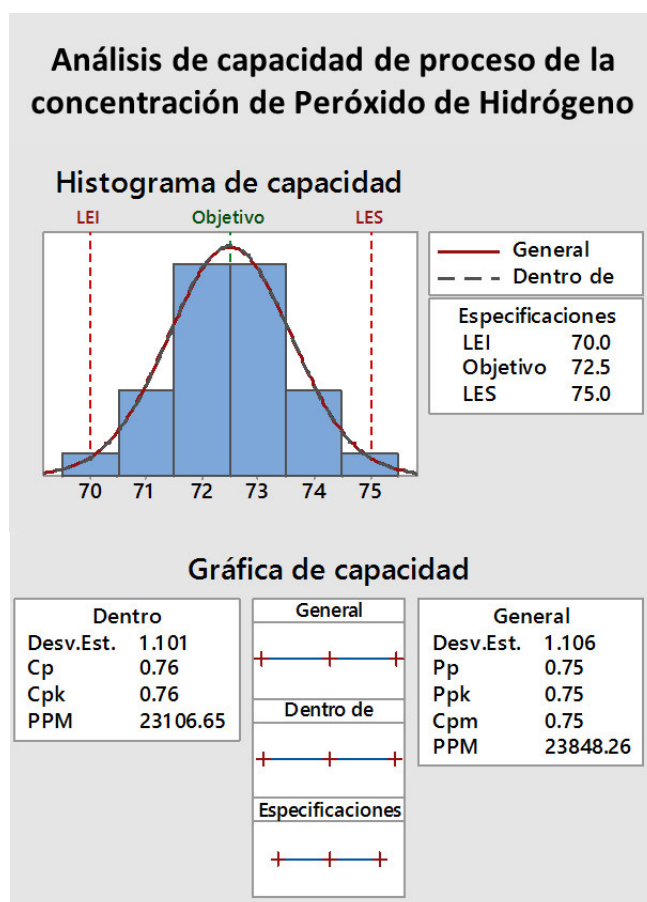 Análisis de capacidad de proceso de la
concentración de Peróxido de Hidrógeno
Histograma de capacidad
LEI Objetivo LES
General
Dentro de
Especificaciones
LEI 70.0
Objetivo 72.5
LES 75.0
70 71 72 73 74 75
Gráfica de capacidad
Dentro
Desv.Est. 1.101
Cp 0.76
Cpk 0.76
PPM 23106.65
General
Dentro de
Especificaciones
General
Desv.Est. 1.106
Pp 0.75
Ppk 0.75
Cpm 0.75
PPM 23848.26